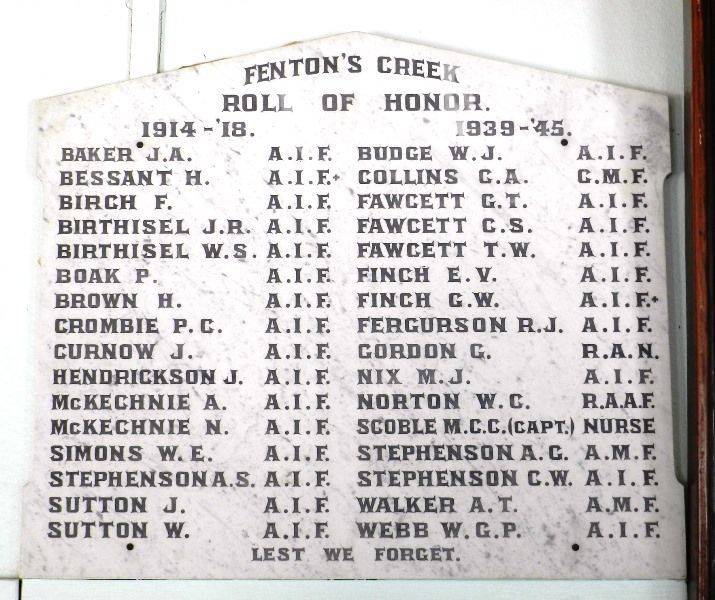 FENTON'S CREEK
ROLL OF HONOR.
1914-'18. 1939-'45.
BAKER J.A. A.I.F. BUDGE W.J. A.I.F.
BESSANT H. A.I.F.+ COLLINS C.A. C.M.F.
BIRCH F. A.I.F. FAWCETT G.T. A.I.F.
BIRTHISEL J.R. A.I.F. FAWCETT C.S. A.I.F.
BIRTHISEL W.S. A.I.F. FAWCETT T.W. A.I.F.
BOAK P. A.I.F. FINCH E.V. A.I.F.
BROWN H. A.I.F. FINCH G.W. A.I.F.+
CROMBIE P.C. A.I.F. FERGURSON R.J. A.I.F.
CURNOW J. A.I.F. GORDON G. R.A.N.
HENDRICKSON J. A.I.F. NIX M.J. A.I.F.
McKECHNIE A. A.I.F. NORTON W.C. R.A.A.F.
McKECHNIE N. A.I.F. SCOBLE M.C.C.(CAPT.) NURSE
SIMONS W.E. A.I.F. STEPHENSON A.G. A.M.F.
STEPHENSON A.S. A.I.F. STEPHENSON C.W. A.I.F.
SUTTON J. A.I.F. WALKER A.T. A.M.F.
SUTTON W. A.I.F. WEBB W.G.P. A.I.F.
LEST WE FORGET.